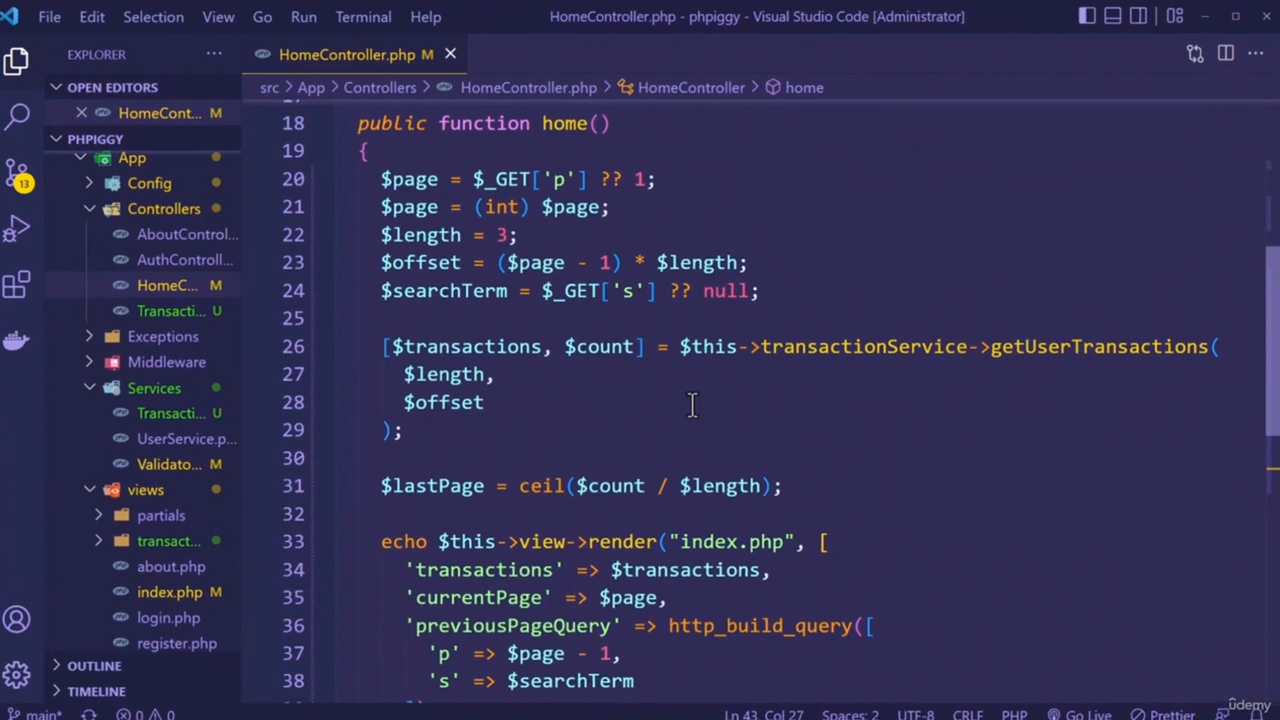 File Edit Selection View Go Run Terminal Help HomeController.php - phpiggy - Visual Studio Code [Administrator]
EXPLORER ···
HomeController.php M
OPEN EDITORS
HomeCont... M
PHPIGGY
App
Config
Controllers
AboutControl...
AuthControll...
HomeC... M
Transacti... U
Exceptions
Middleware
Services
Transacti... U
UserService.p...
Validato... M
views
partials
transact...
about.php
index.php M
login.php
register.php
OUTLINE
TIMELINE
13
src > App > Controllers > HomeController.php > HomeController > home
18 public function home()
19 {
20 $page = $_GET['p'] ?? 1;
21 $page = (int) $page;
22 $length = 3;
23 $offset = ($page - 1) * $length;
24 $searchTerm = $_GET['s'] ?? null;
25
26 [$transactions, $count] = $this->transactionService->getUserTransactions(
27 $length,
28 $offset
29 );
30
31 $lastPage = ceil($count / $length);
32
33 echo $this->view->render("index.php", [
34 'transactions' => $transactions,
35 'currentPage' => $page,
36 'previousPageQuery' => http_build_query([
37 'p' => $page - 1,
38 's' => $searchTerm
main* 0 0 Ln 43, Col 27 Spaces: 2 UTF-8 CRLF PHP Go Live Prettier
ûdemy